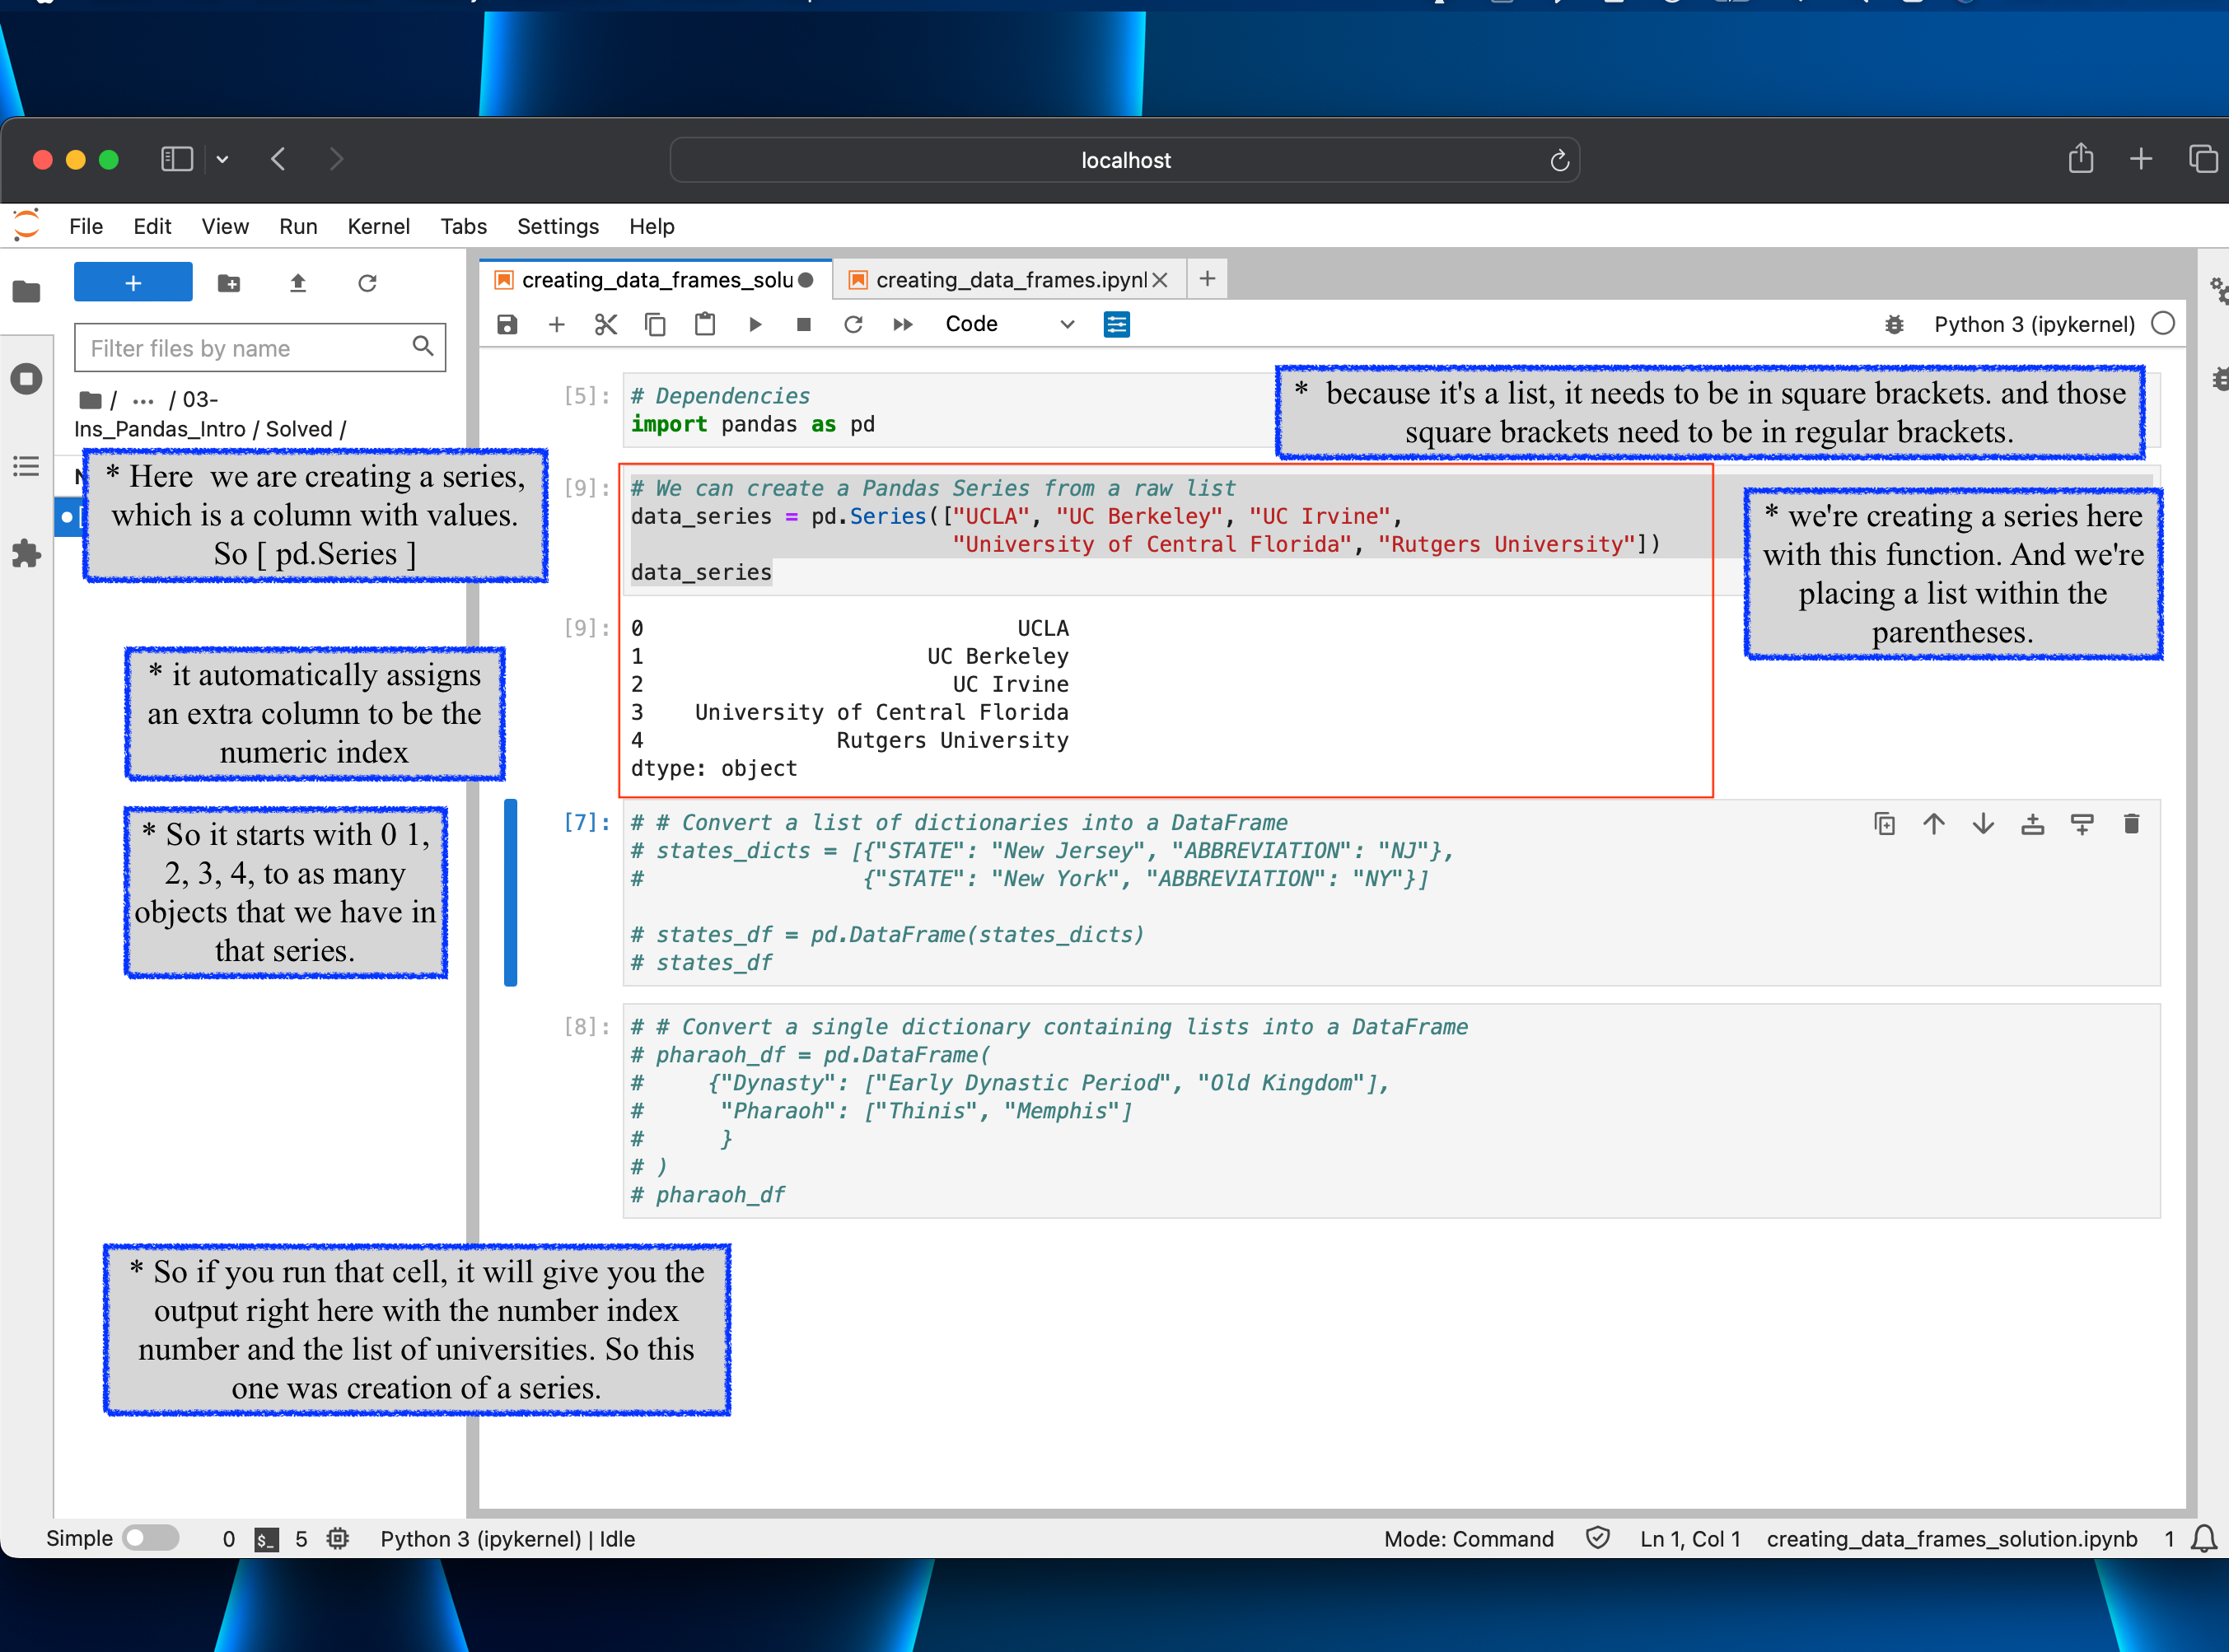 localhost
File Edit View Run Kernel Tabs Settings Help
+
Filter files by name
/ ... / 03-
Ins_Pandas_Intro / Solved /
creating_data_frames_solu
creating_data_frames.ipynl
Code
Python 3 (ipykernel)
[5]: # Dependencies
import pandas as pd
* because it's a list, it needs to be in square brackets. and those
square brackets need to be in regular brackets.
* Here we are creating a series,
which is a column with values.
So [ pd.Series ]
[9]: # We can create a Pandas Series from a raw list
data_series = pd.Series(["UCLA", "UC Berkeley", "UC Irvine",
"University of Central Florida", "Rutgers University"])
data_series
* we're creating a series here
with this function. And we're
placing a list within the
parentheses.
[9]: 0 UCLA
1 UC Berkeley
2 UC Irvine
3 University of Central Florida
4 Rutgers University
dtype: object
* it automatically assigns
an extra column to be the
numeric index
* So it starts with 0 1,
2, 3, 4, to as many
objects that we have in
that series.
[7]: # # Convert a list of dictionaries into a DataFrame
# states_dicts = [{"STATE": "New Jersey", "ABBREVIATION": "NJ"},
# {"STATE": "New York", "ABBREVIATION": "NY"}]
# states_df = pd.DataFrame(states_dicts)
# states_df
[8]: # # Convert a single dictionary containing lists into a DataFrame
# pharaoh_df = pd.DataFrame(
# {"Dynasty": ["Early Dynastic Period", "Old Kingdom"],
# "Pharaoh": ["Thinis", "Memphis"]
# }
# )
# pharaoh_df
* So if you run that cell, it will give you the
output right here with the number index
number and the list of universities. So this
one was creation of a series.
Simple 0 $_ 5 Python 3 (ipykernel) | Idle
Mode: Command Ln 1, Col 1 creating_data_frames_solution.ipynb 1